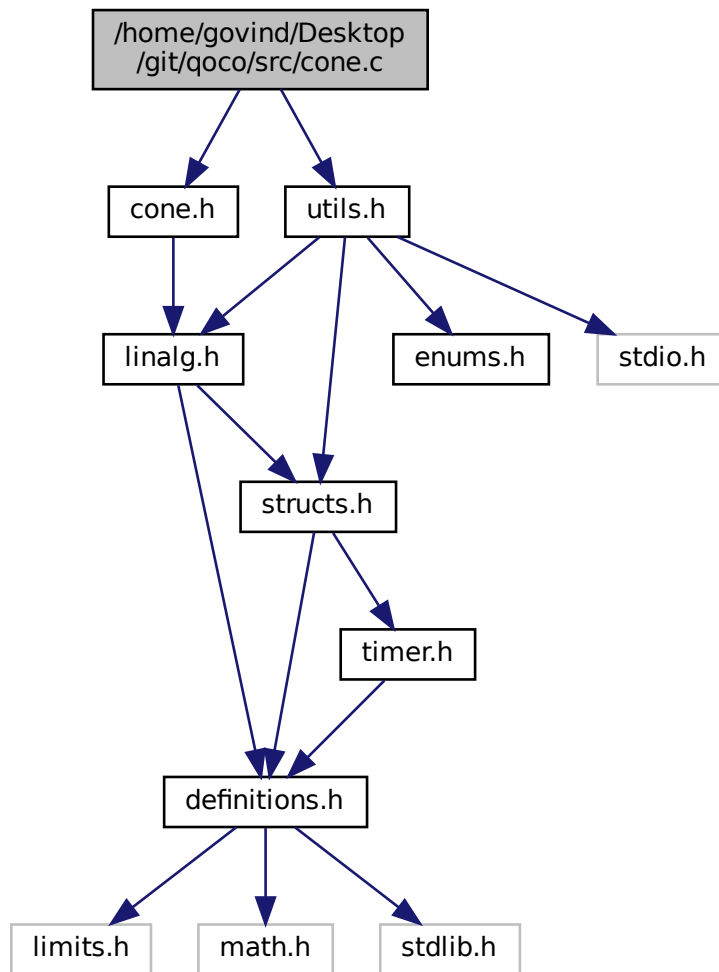 /home/govind/Desktop
/git/qoco/src/cone.c
cone.h
utils.h
linalg.h
enums.h
stdio.h
structs.h
timer.h
definitions.h
limits.h
math.h
stdlib.h